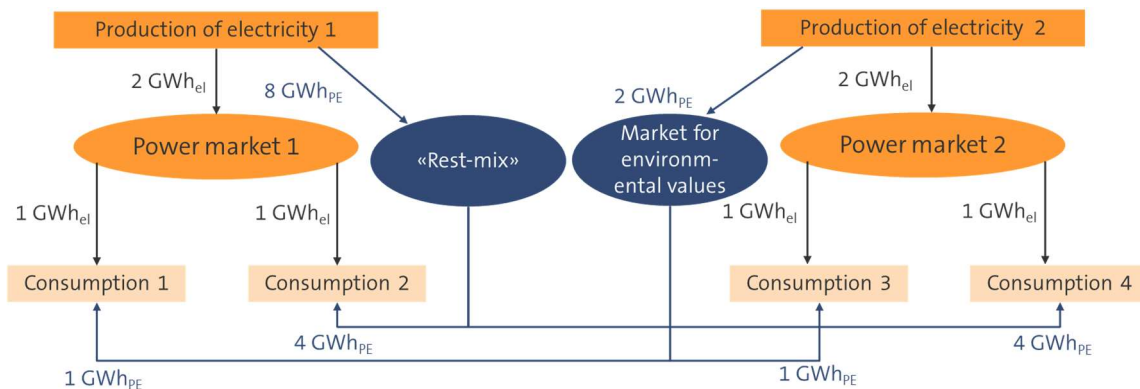 Production of electricity 1
Production of electricity 2
2 GWhel
8 GWhPE
2 GWhPE
2 GWhel
Power market 1
«Rest-mix»
Market for
environm-
ental values
Power market 2
1 GWhel
1 GWhel
1 GWhel
1 GWhel
Consumption 1
Consumption 2
Consumption 3
Consumption 4
4 GWhPE
4 GWhPE
1 GWhPE
1 GWhPE